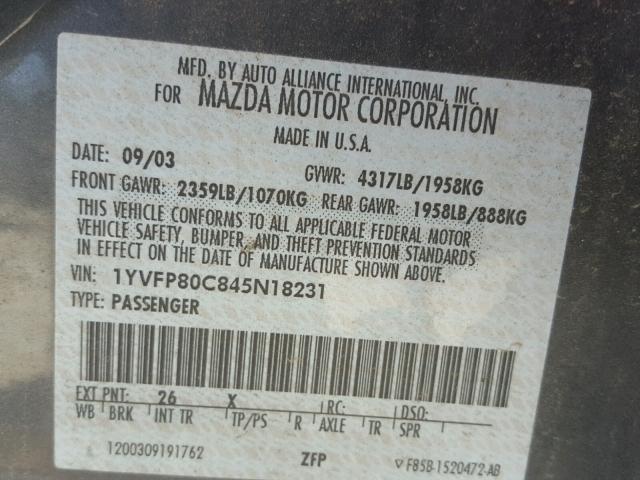 MFD. BY AUTO ALLIANCE INTERNATIONAL, INC.
FOR MAZDA MOTOR CORPORATION
MADE IN U.S.A.
DATE: 09/03 GVWR: 4317LB/1958KG
FRONT GAWR: 2359LB/1070KG REAR GAWR: 1958LB/888KG
THIS VEHICLE CONFORMS TO ALL APPLICABLE FEDERAL MOTOR
VEHICLE SAFETY, BUMPER, AND THEFT PREVENTION STANDARDS
IN EFFECT ON THE DATE OF MANUFACTURE SHOWN ABOVE.
VIN: 1YVFP80C845N18231
TYPE: PASSENGER
EXT PNT: 26 X RC: DSO:
WB BRK INT TR TP/PS R AXLE TR SPR
1200309191762 ZFP F85B-1520472-AB